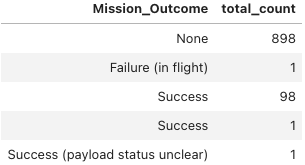 Mission_Outcome total_count
None 898
Failure (in flight) 1
Success 98
Success 1
Success (payload status unclear) 1